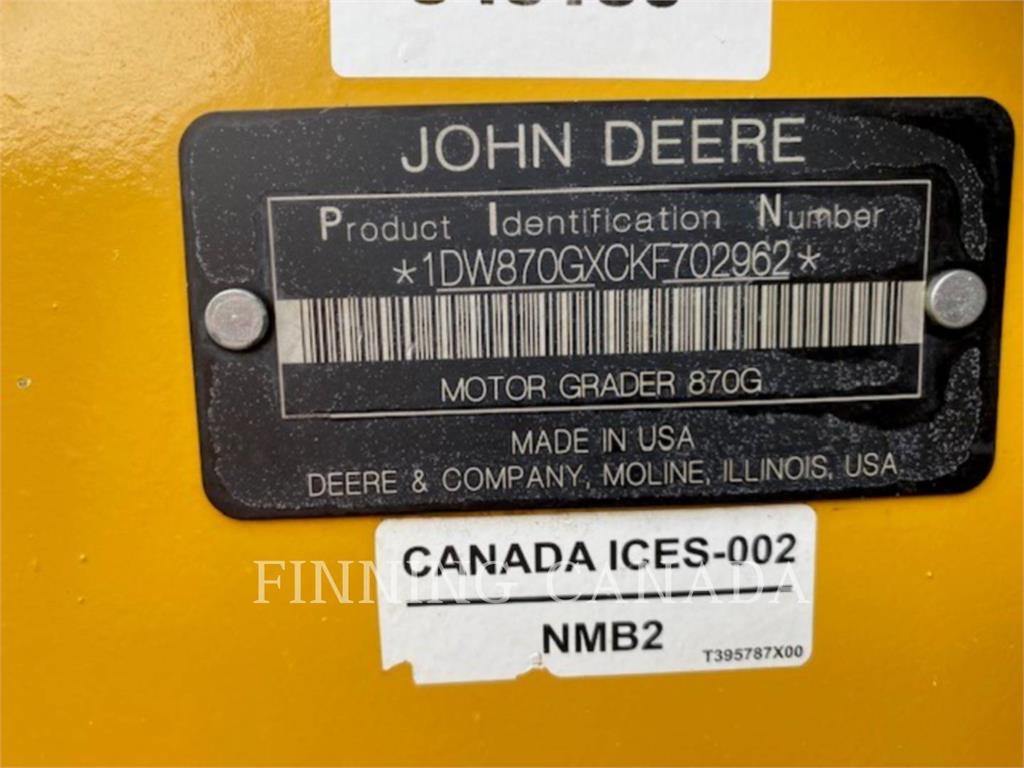 JOHN DEERE
Product Identification Number
*1DW870GXCKF702962*
MOTOR GRADER 870G
MADE IN USA
DEERE & COMPANY, MOLINE, ILLINOIS, USA
CANADA ICES-002
FINNING CANADA
NMB2
T395787X00